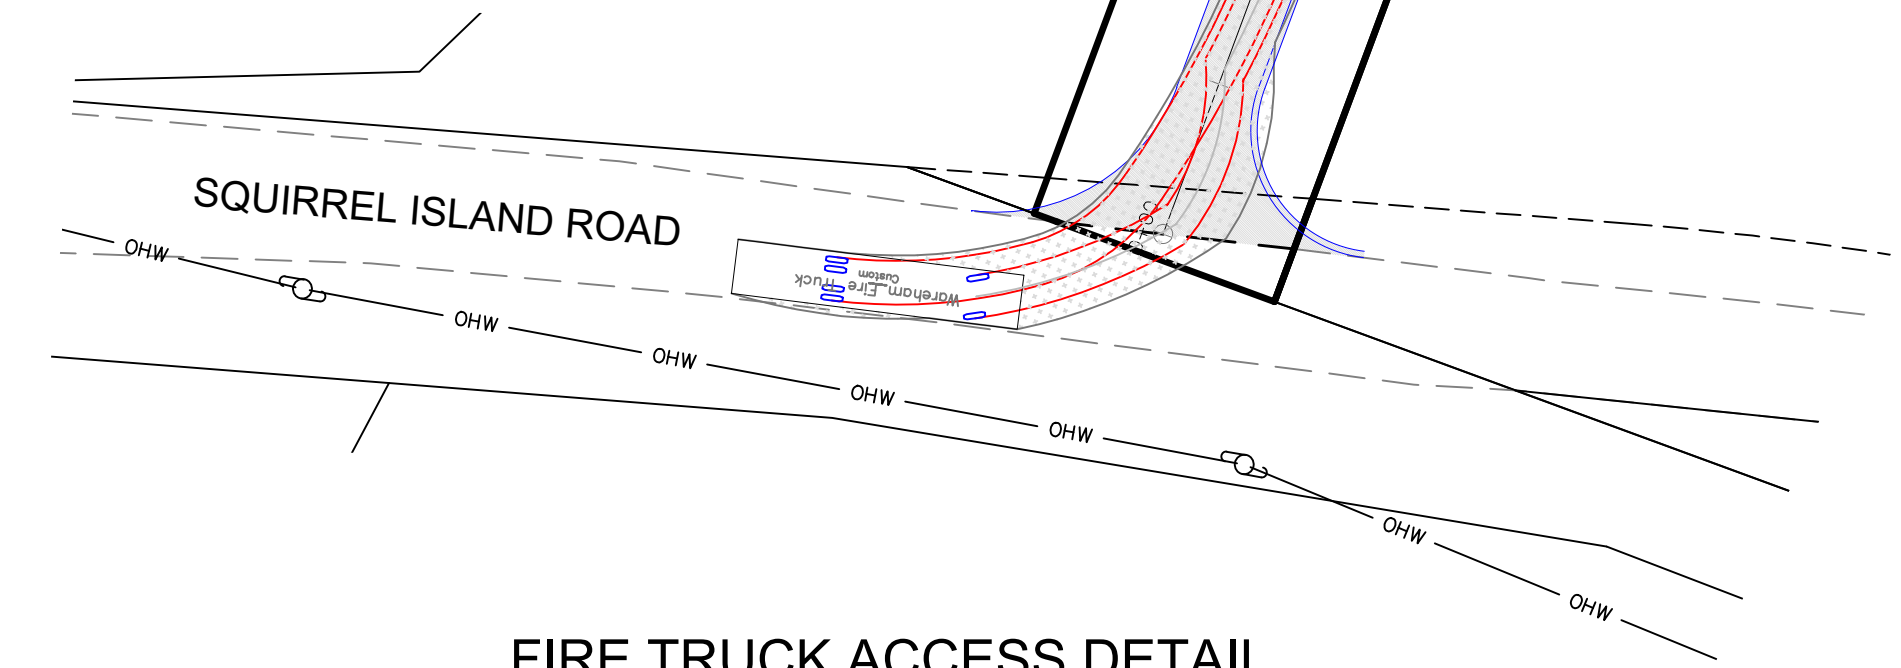 SQUIRREL ISLAND ROAD
OHW
OHW
OHW
OHW
OHW
OHW
OHW
Wareham Fire Truck
Custom
FIRE TRUCK ACCESS DETAIL